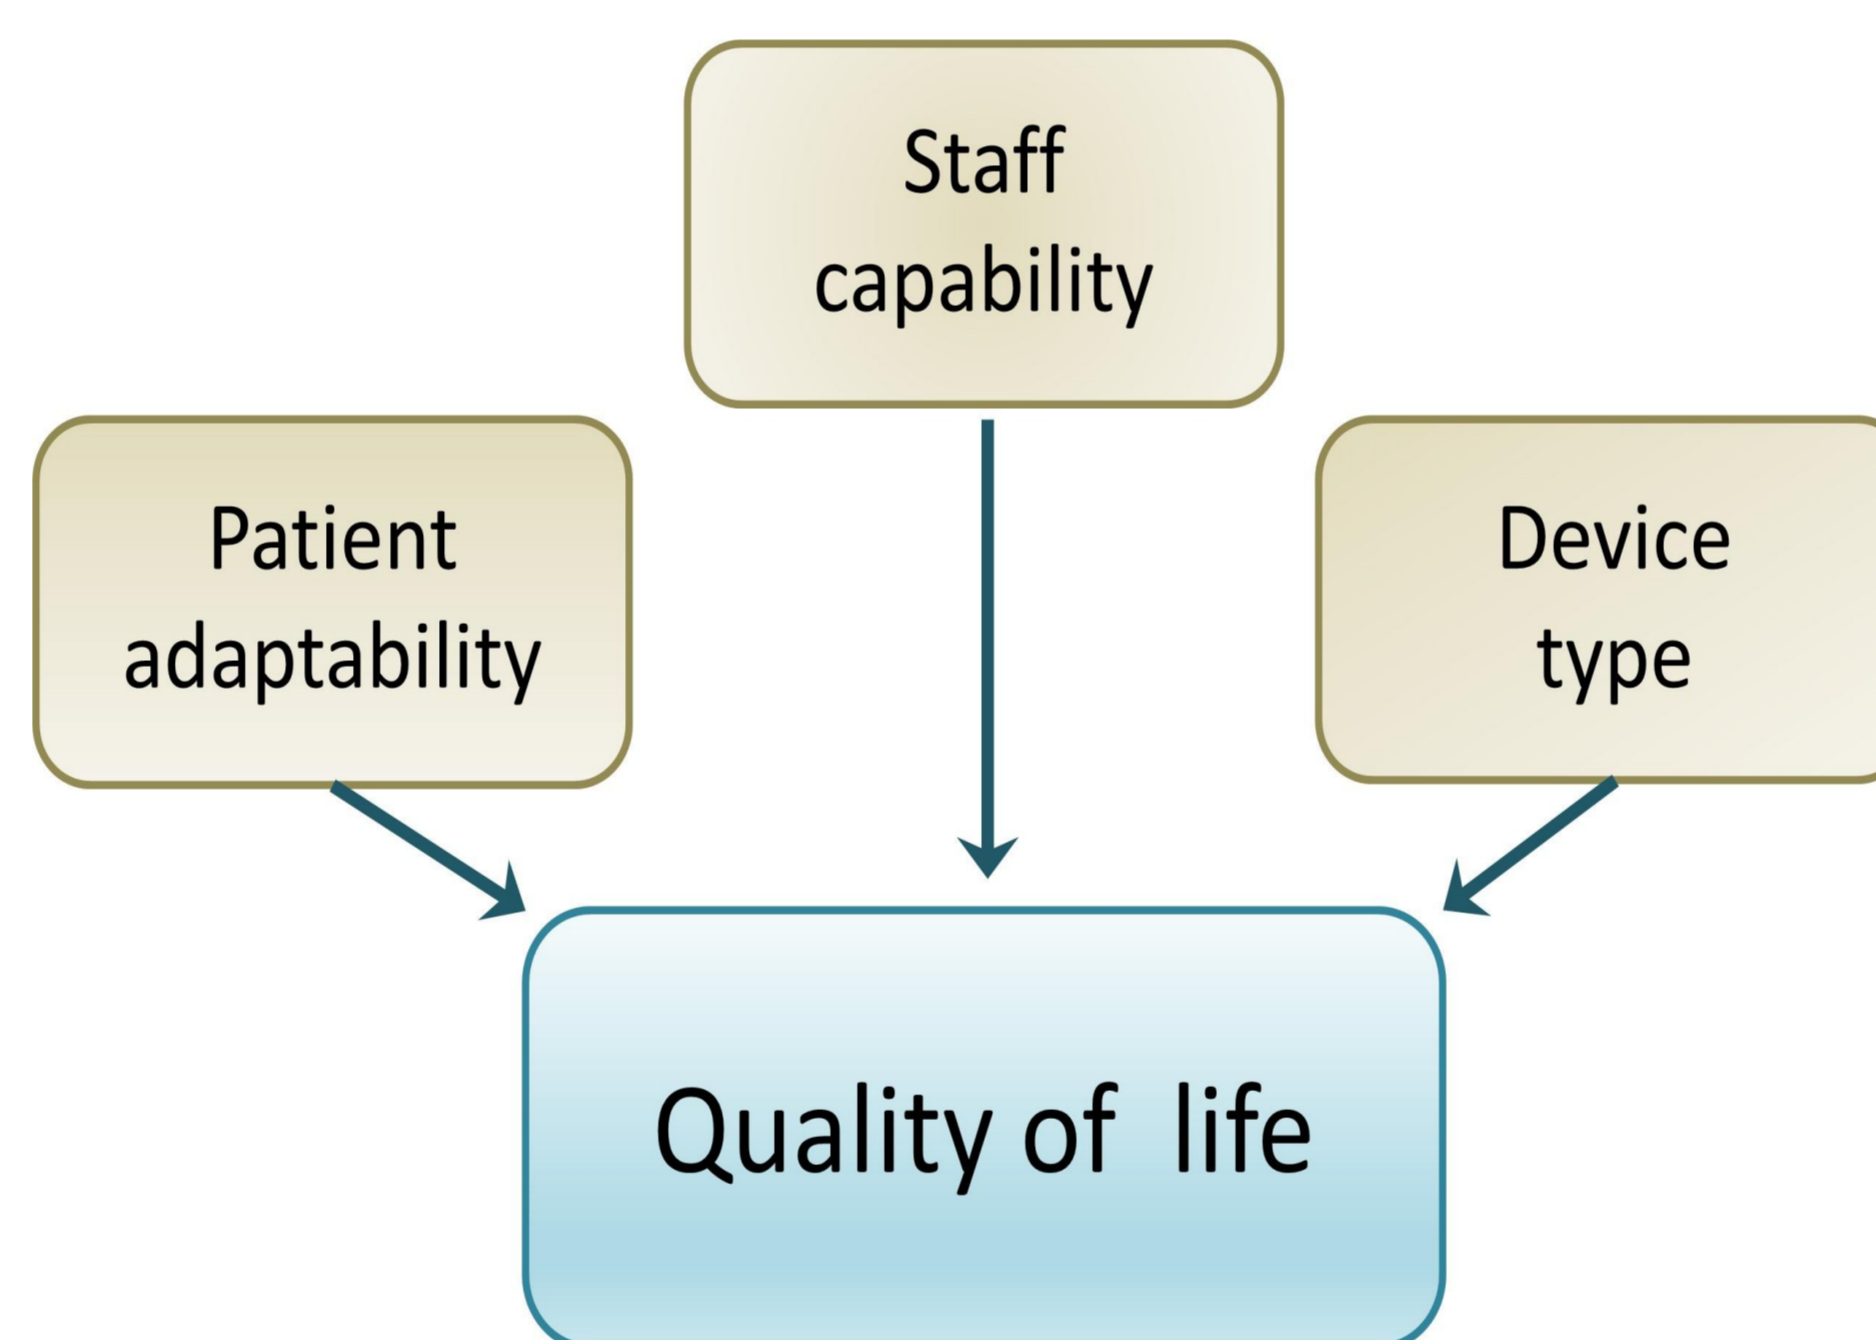 Staff
capability
Patient
adaptability
Device
type
Quality of  life